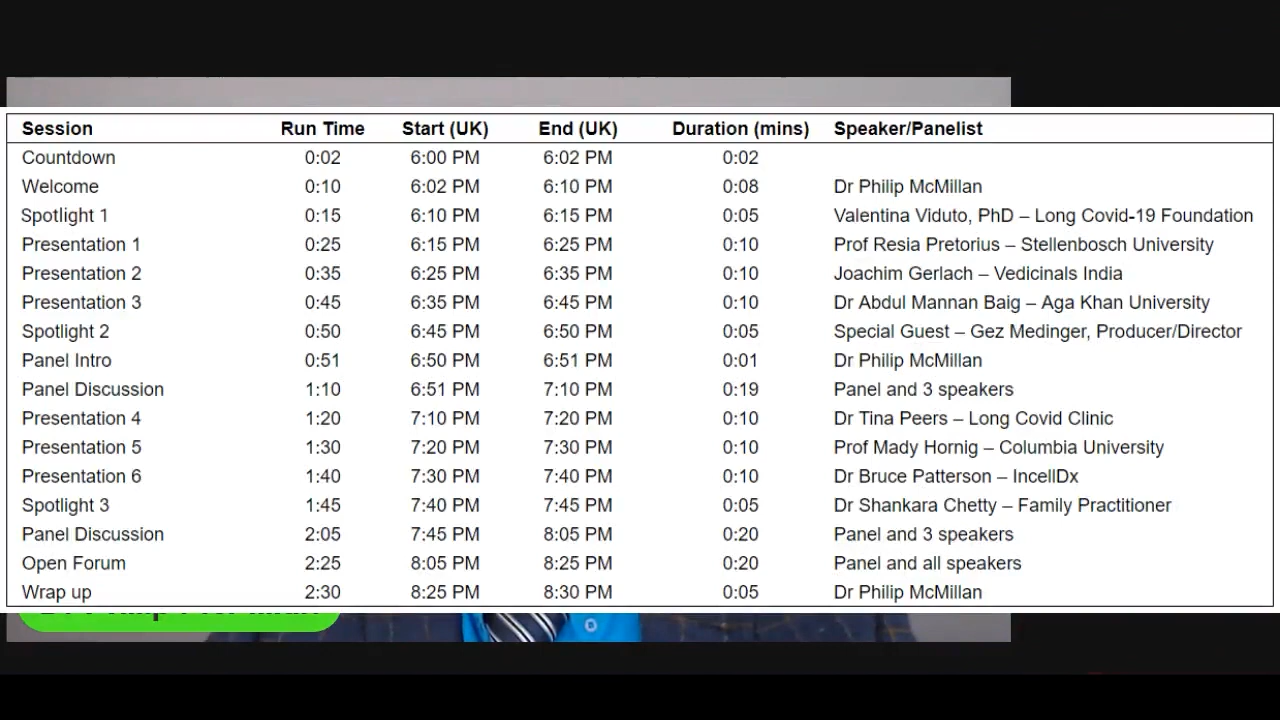 Session Run Time Start (UK) End (UK) Duration (mins) Speaker/Panelist
Countdown 0:02 6:00 PM 6:02 PM 0:02
Welcome 0:10 6:02 PM 6:10 PM 0:08 Dr Philip McMillan
Spotlight 1 0:15 6:10 PM 6:15 PM 0:05 Valentina Viduto, PhD – Long Covid-19 Foundation
Presentation 1 0:25 6:15 PM 6:25 PM 0:10 Prof Resia Pretorius – Stellenbosch University
Presentation 2 0:35 6:25 PM 6:35 PM 0:10 Joachim Gerlach – Vedicinals India
Presentation 3 0:45 6:35 PM 6:45 PM 0:10 Dr Abdul Mannan Baig – Aga Khan University
Spotlight 2 0:50 6:45 PM 6:50 PM 0:05 Special Guest – Gez Medinger, Producer/Director
Panel Intro 0:51 6:50 PM 6:51 PM 0:01 Dr Philip McMillan
Panel Discussion 1:10 6:51 PM 7:10 PM 0:19 Panel and 3 speakers
Presentation 4 1:20 7:10 PM 7:20 PM 0:10 Dr Tina Peers – Long Covid Clinic
Presentation 5 1:30 7:20 PM 7:30 PM 0:10 Prof Mady Hornig – Columbia University
Presentation 6 1:40 7:30 PM 7:40 PM 0:10 Dr Bruce Patterson – IncellDx
Spotlight 3 1:45 7:40 PM 7:45 PM 0:05 Dr Shankara Chetty – Family Practitioner
Panel Discussion 2:05 7:45 PM 8:05 PM 0:20 Panel and 3 speakers
Open Forum 2:25 8:05 PM 8:25 PM 0:20 Panel and all speakers
Wrap up 2:30 8:25 PM 8:30 PM 0:05 Dr Philip McMillan